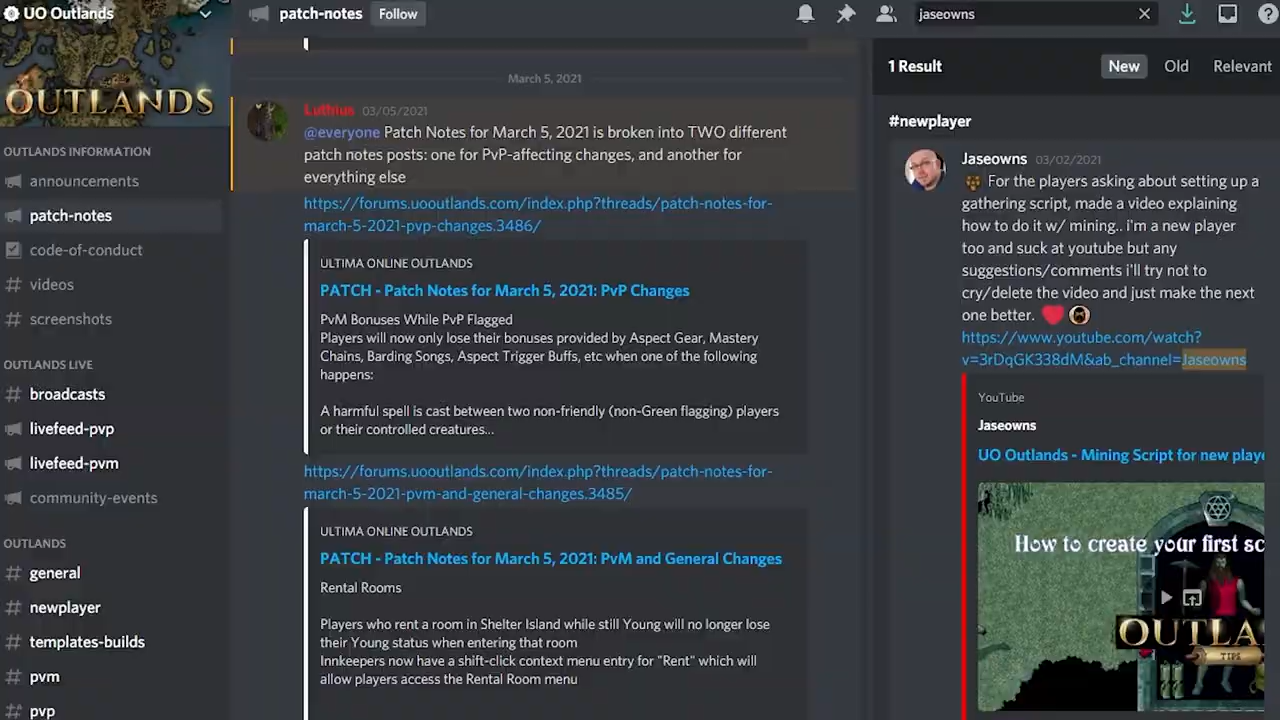 UO Outlands
OUTLANDS
OUTLANDS INFORMATION
announcements
patch-notes
code-of-conduct
# videos
# screenshots
OUTLANDS LIVE
# broadcasts
# livefeed-pvp
# livefeed-pvm
community-events
OUTLANDS
# general
# newplayer
# templates-builds
# pvm
# pvp
patch-notes
Follow
March 5, 2021
Luthius 03/05/2021
@everyone Patch Notes for March 5, 2021 is broken into TWO different
patch notes posts: one for PvP-affecting changes, and another for
everything else
https://forums.uooutlands.com/index.php?threads/patch-notes-for-
march-5-2021-pvp-changes.3486/
ULTIMA ONLINE OUTLANDS
PATCH - Patch Notes for March 5, 2021: PvP Changes
PvM Bonuses While PvP Flagged
Players will now only lose their bonuses provided by Aspect Gear, Mastery
Chains, Barding Songs, Aspect Trigger Buffs, etc when one of the following
happens:
A harmful spell is cast between two non-friendly (non-Green flagging) players
or their controlled creatures...
https://forums.uooutlands.com/index.php?threads/patch-notes-for-
march-5-2021-pvm-and-general-changes.3485/
ULTIMA ONLINE OUTLANDS
PATCH - Patch Notes for March 5, 2021: PvM and General Changes
Rental Rooms
Players who rent a room in Shelter Island while still Young will no longer lose
their Young status when entering that room
Innkeepers now have a shift-click context menu entry for "Rent" which will
allow players access the Rental Room menu
jaseowns
1 Result
New
Old
Relevant
#newplayer
Jaseowns 03/02/2021
For the players asking about setting up a
gathering script, made a video explaining
how to do it w/ mining.. i'm a new player
too and suck at youtube but any
suggestions/comments i'll try not to
cry/delete the video and just make the next
one better.
https://www.youtube.com/watch?
v=3rDqGK338dM&ab_channel=Jaseowns
YouTube
Jaseowns
UO Outlands - Mining Script for new playe
How to create your first sc
OUTLA
TIPS